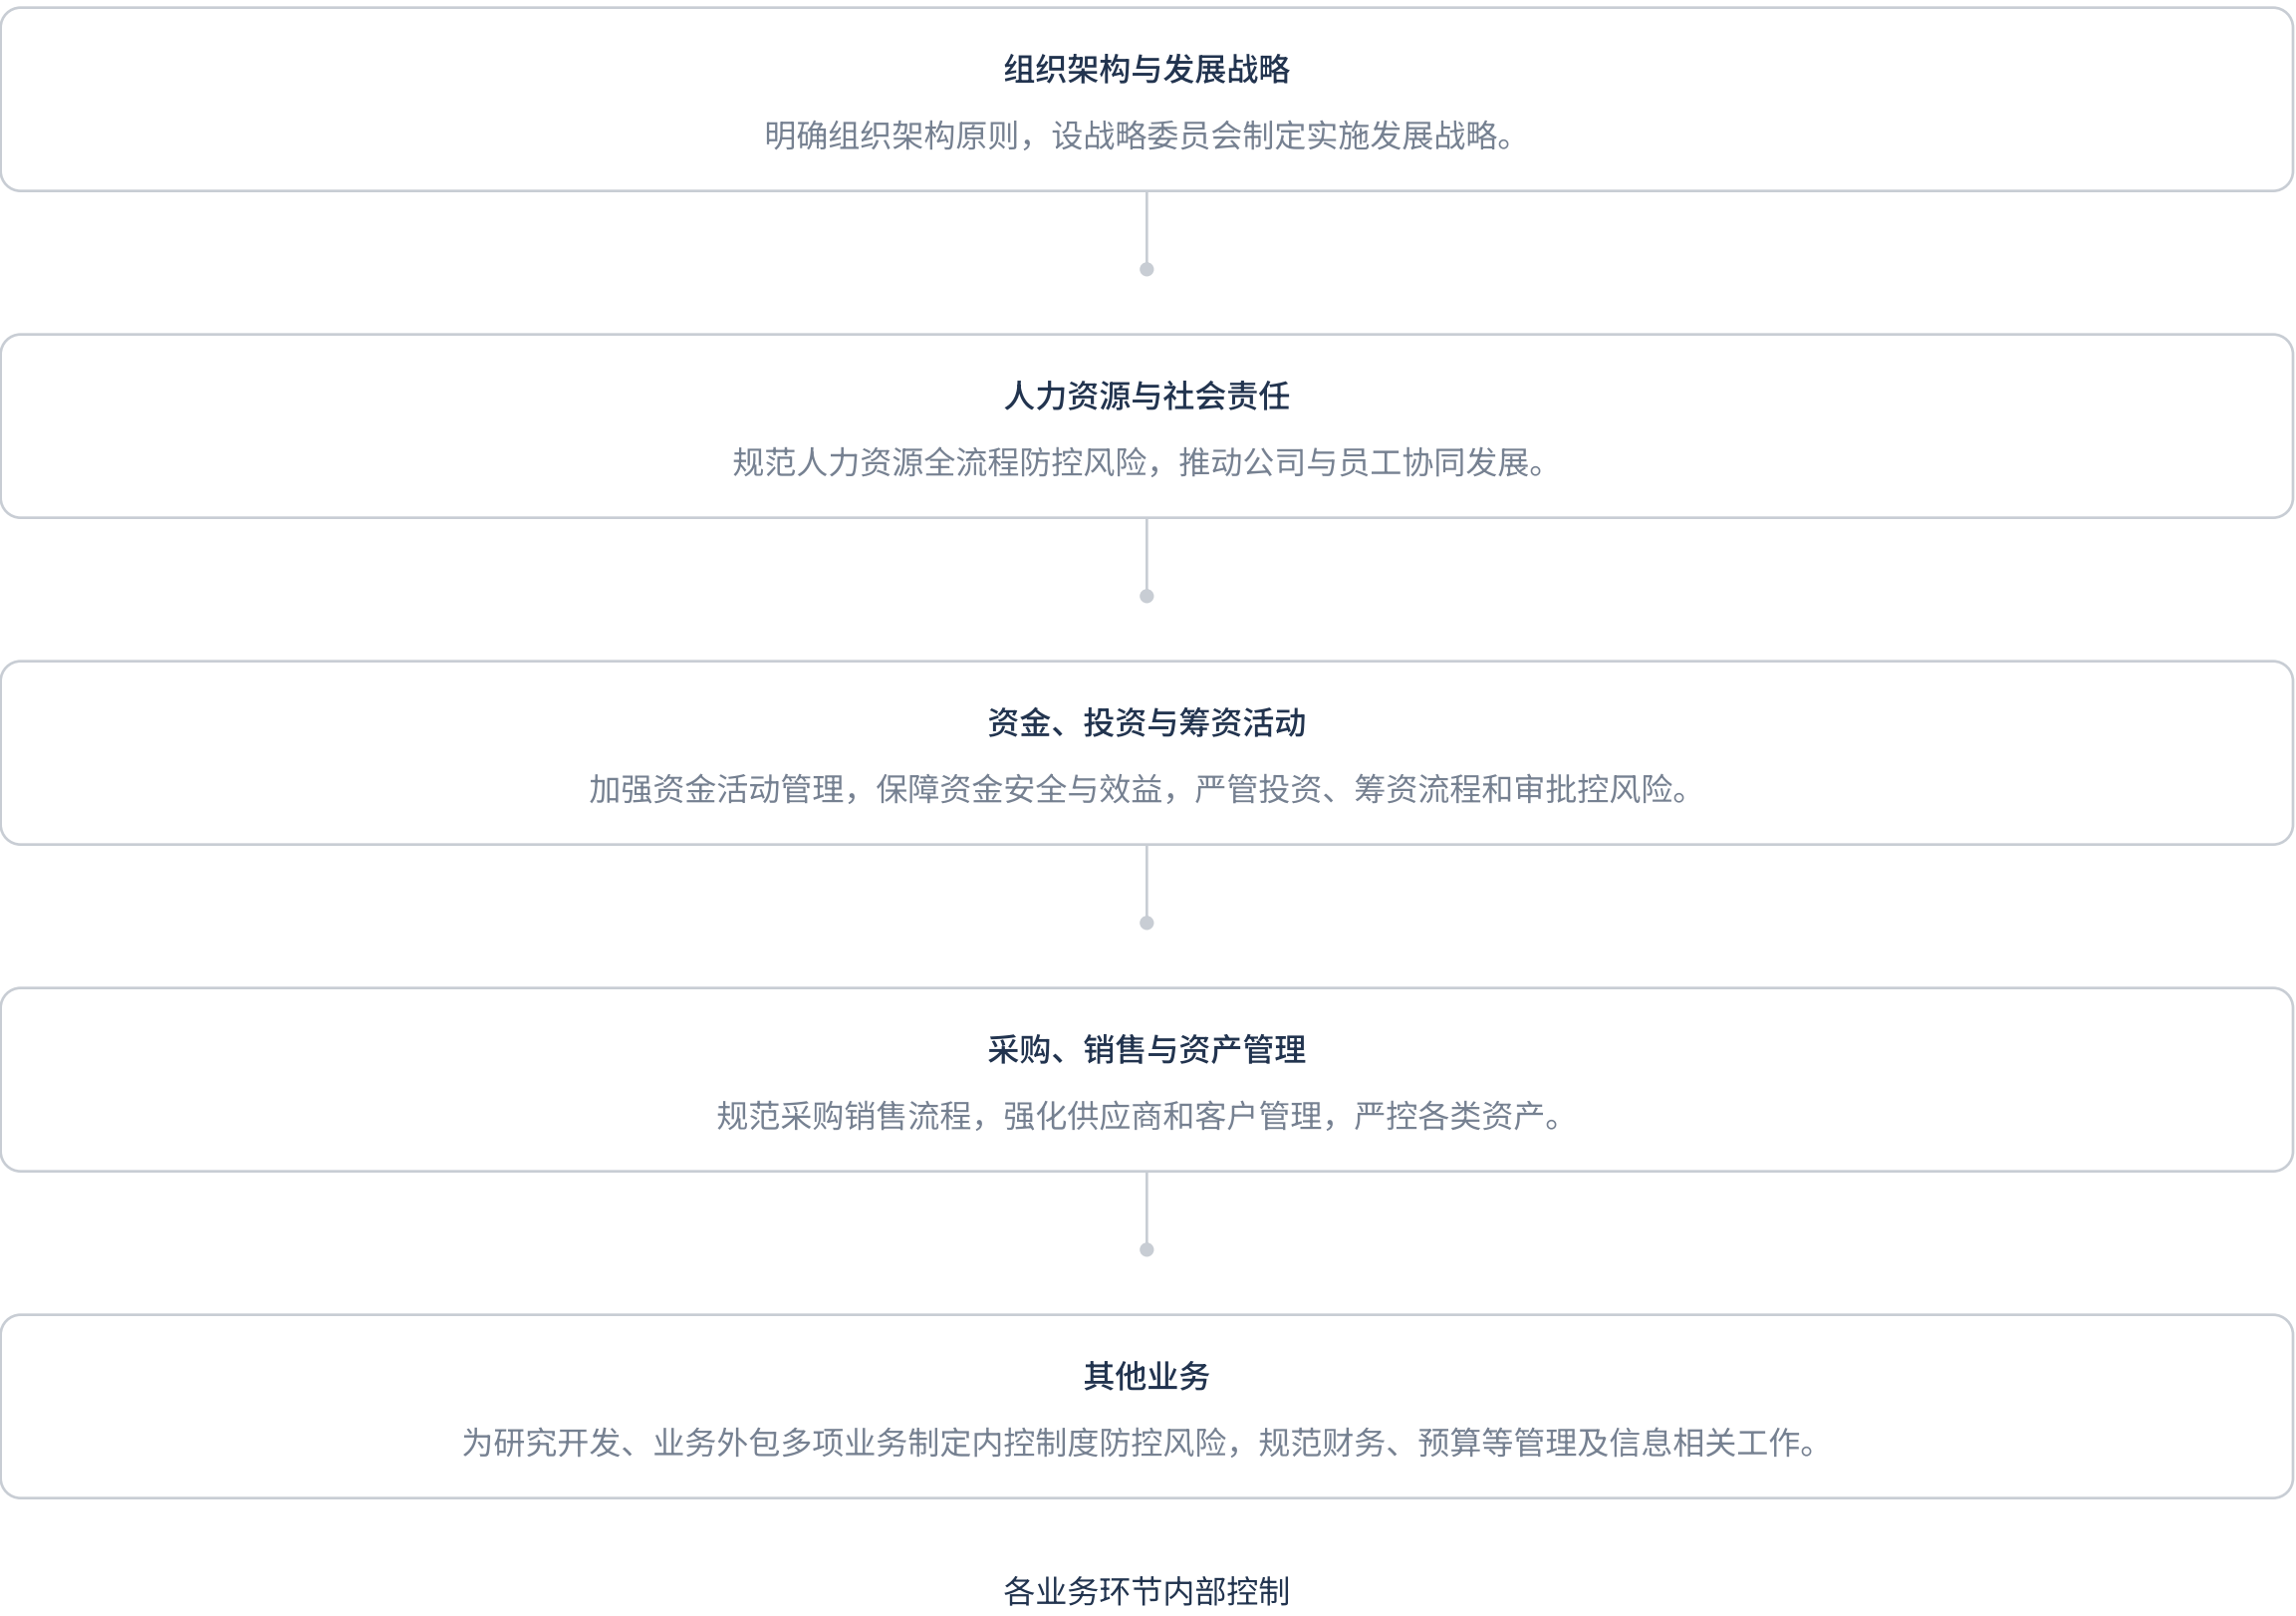 组织架构与发展战略
明确组织架构原则，设战略委员会制定实施发展战略。
人力资源与社会责任
规范人力资源全流程防控风险，推动公司与员工协同发展。
资金、投资与筹资活动
加强资金活动管理，保障资金安全与效益，严管投资、筹资流程和审批控风险。
采购、销售与资产管理
规范采购销售流程，强化供应商和客户管理，严控各类资产。
其他业务
为研究开发、业务外包多项业务制定内控制度防控风险，规范财务、预算等管理及信息相关工作。
各业务环节内部控制